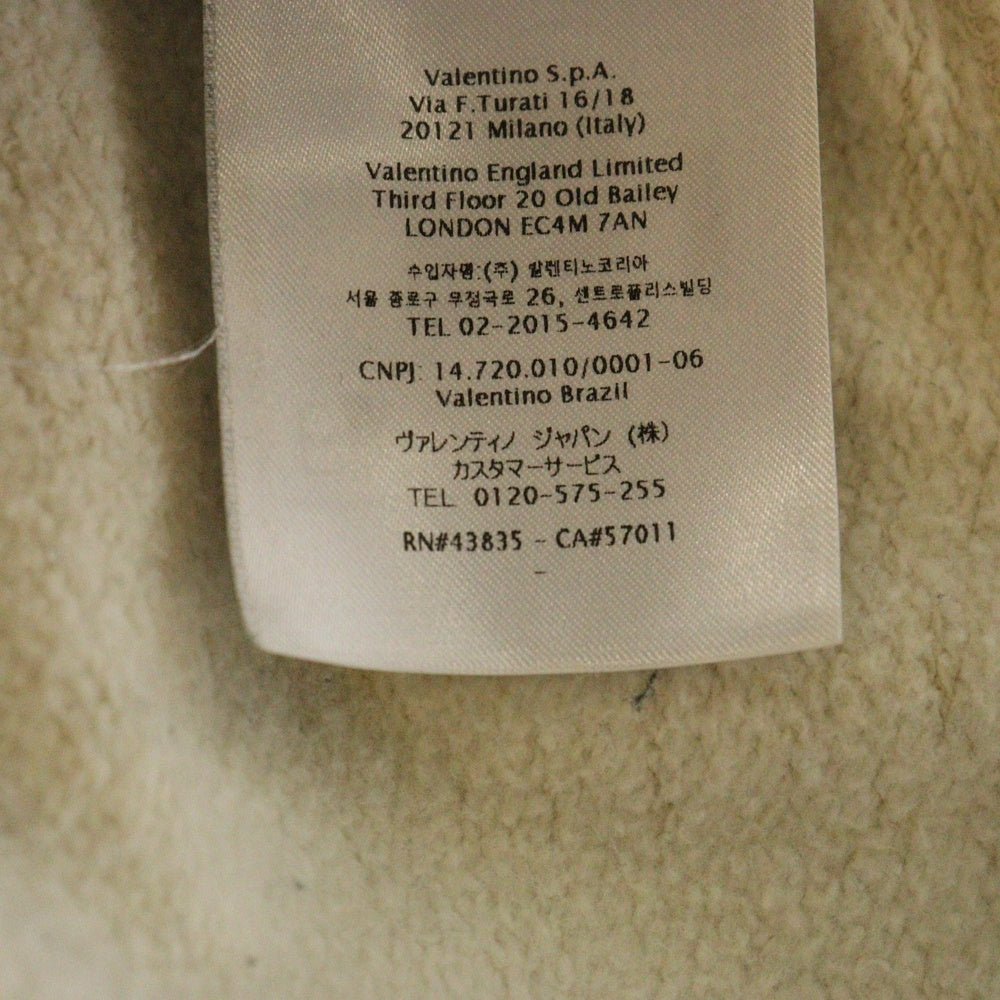 Valentino S.p.A.
Via F.Turati 16/18
20121 Milano (Italy)
Valentino England Limited
Third Floor 20 Old Bailey
LONDON EC4M 7AN
수입자명:(주) 발렌티노코리아
서울 종로구 우정국로 26, 센트로폴리스빌딩
TEL 02-2015-4642
CNPJ: 14.720.010/0001-06
Valentino Brazil
ヴァレンティノ ジャパン (株)
カスタマーサービス
TEL 0120-575-255
RN#43835 - CA#57011
-